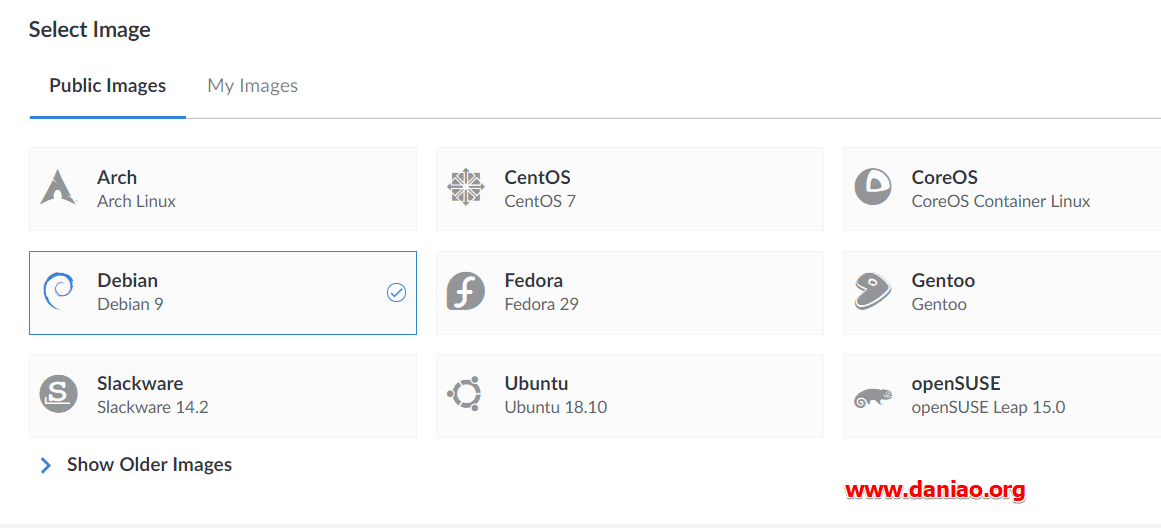 Select Image
Public Images
My Images
Arch
Arch Linux
CentOS
CentOS 7
CoreOS
CoreOS Container Linux
Debian
Debian 9
Fedora
Fedora 29
Gentoo
Gentoo
Slackware
Slackware 14.2
Ubuntu
Ubuntu 18.10
openSUSE
openSUSE Leap 15.0
Show Older Images
www.daniao.org